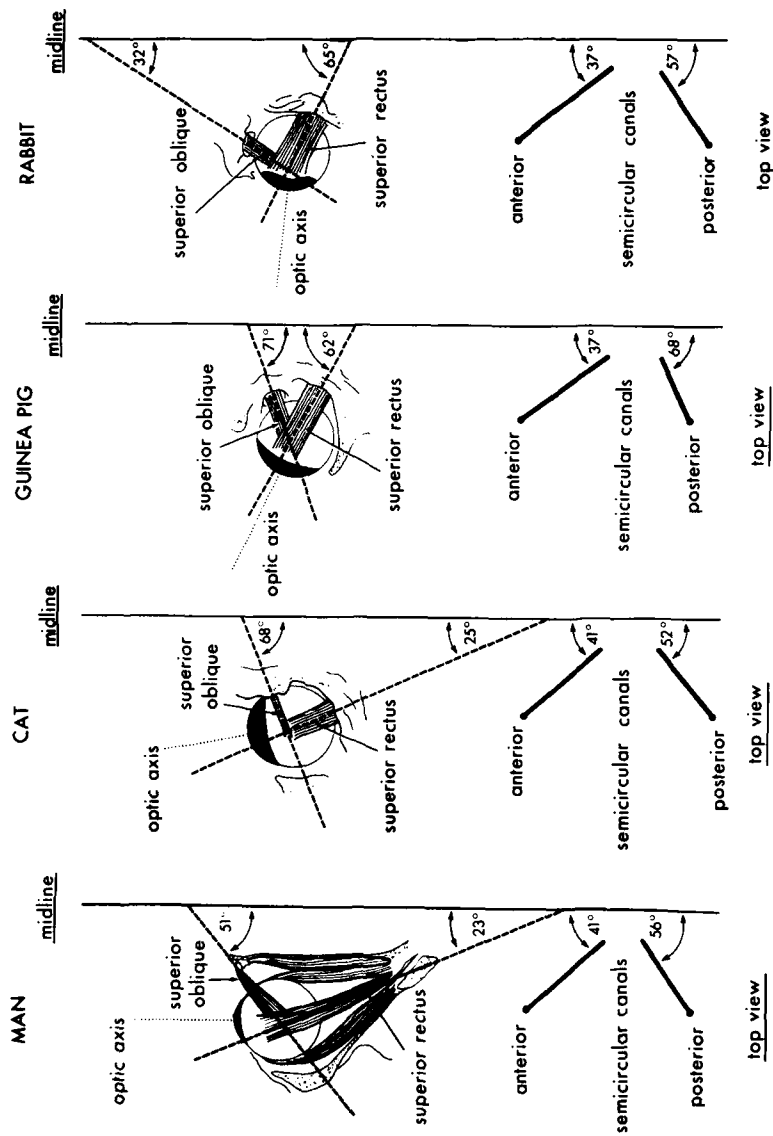 MAN
midline
optic axis
superior
oblique
51°
superior rectus
23°
41°
anterior
semicircular canals
56°
posterior
top view
CAT
midline
optic axis
superior
oblique
68°
superior rectus
25°
41°
anterior
semicircular canals
52°
posterior
top view
GUINEA PIG
midline
superior oblique
optic axis
71°
62°
superior rectus
37°
anterior
semicircular canals
68°
posterior
top view
RABBIT
midline
32°
superior oblique
optic axis
65°
superior rectus
37°
anterior
semicircular canals
57°
posterior
top view